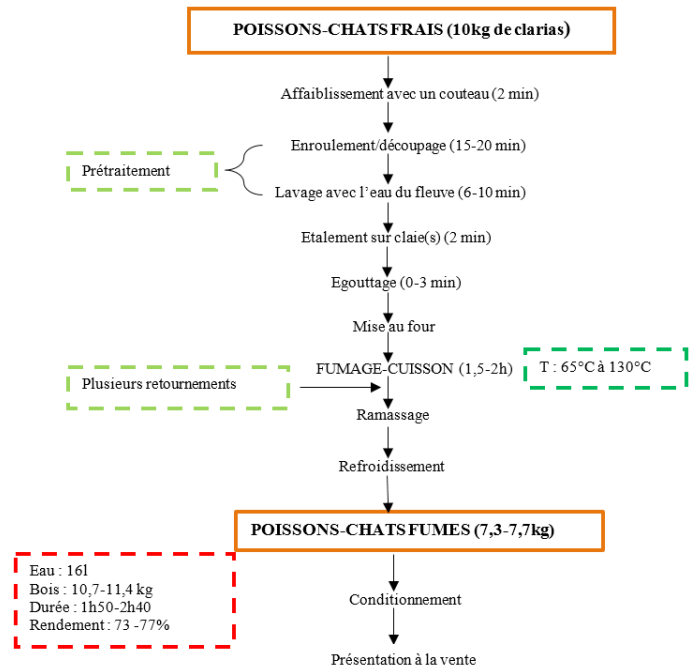 POISSONS-CHATS FRAIS (10kg de clarias)
Affaiblissement avec un couteau (2 min)
Enroulement/découpage (15-20 min)
Prétraitement
Lavage avec l'eau du fleuve (6-10 min)
Etalement sur claie(s) (2 min)
Egouttage (0-3 min)
Mise au four
FUMAGE-CUISSON (1,5-2h)
T : 65°C à 130°C
Plusieurs retournements
Ramassage
Refroidissement
POISSONS-CHATS FUMES (7,3-7,7kg)
Eau : 16l
Bois : 10,7-11,4 kg
Durée : 1h50-2h40
Rendement : 73 -77%
Conditionnement
Présentation à la vente